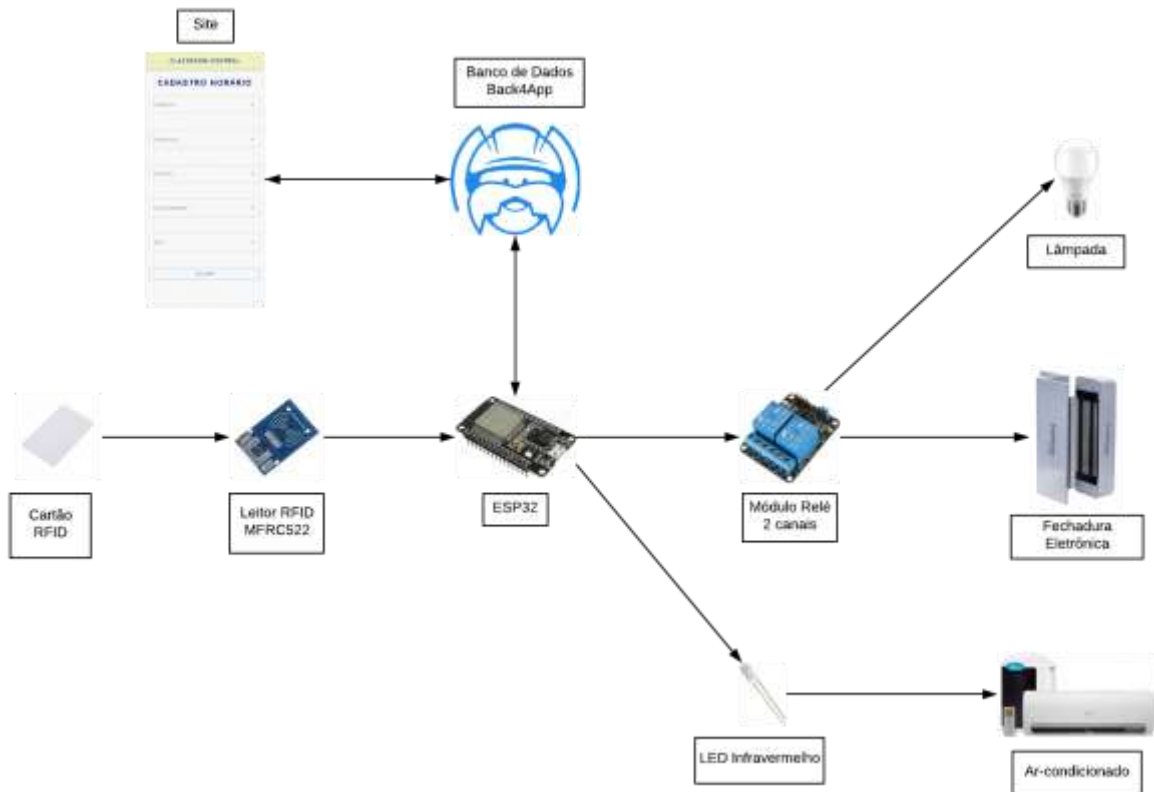 Site
CADASTRO HORÁRIO
Banco de Dados
Back4App
Lâmpada
Cartão
RFID
Leitor RFID
MFRC522
ESP32
Módulo Relé
2 canais
Fechadura
Eletrônica
LED Infravermelho
Ar-condicionado